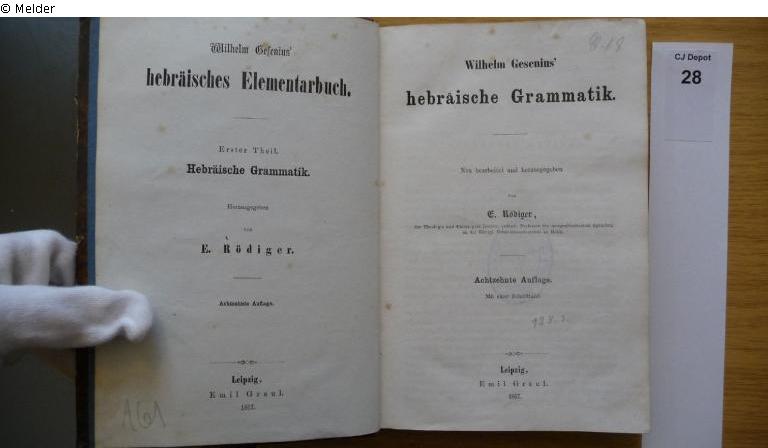 © Melder
Wilhelm Gesenius'
hebräisches Elementarbuch.
Erster Theil.
Hebräische Grammatik.
Herausgegeben
von
E. Rödiger.
Achtzehnte Auflage.
Leipzig,
Emil Graul.
1857.
Wilhelm Gesenius'
hebräische Grammatik.
Neu bearbeitet und herausgegeben
von
E. Rödiger,
Achtzehnte Auflage.
Mit einer Schrifttafel.
Leipzig,
Emil Graul.
1857.
CJ Depot
28